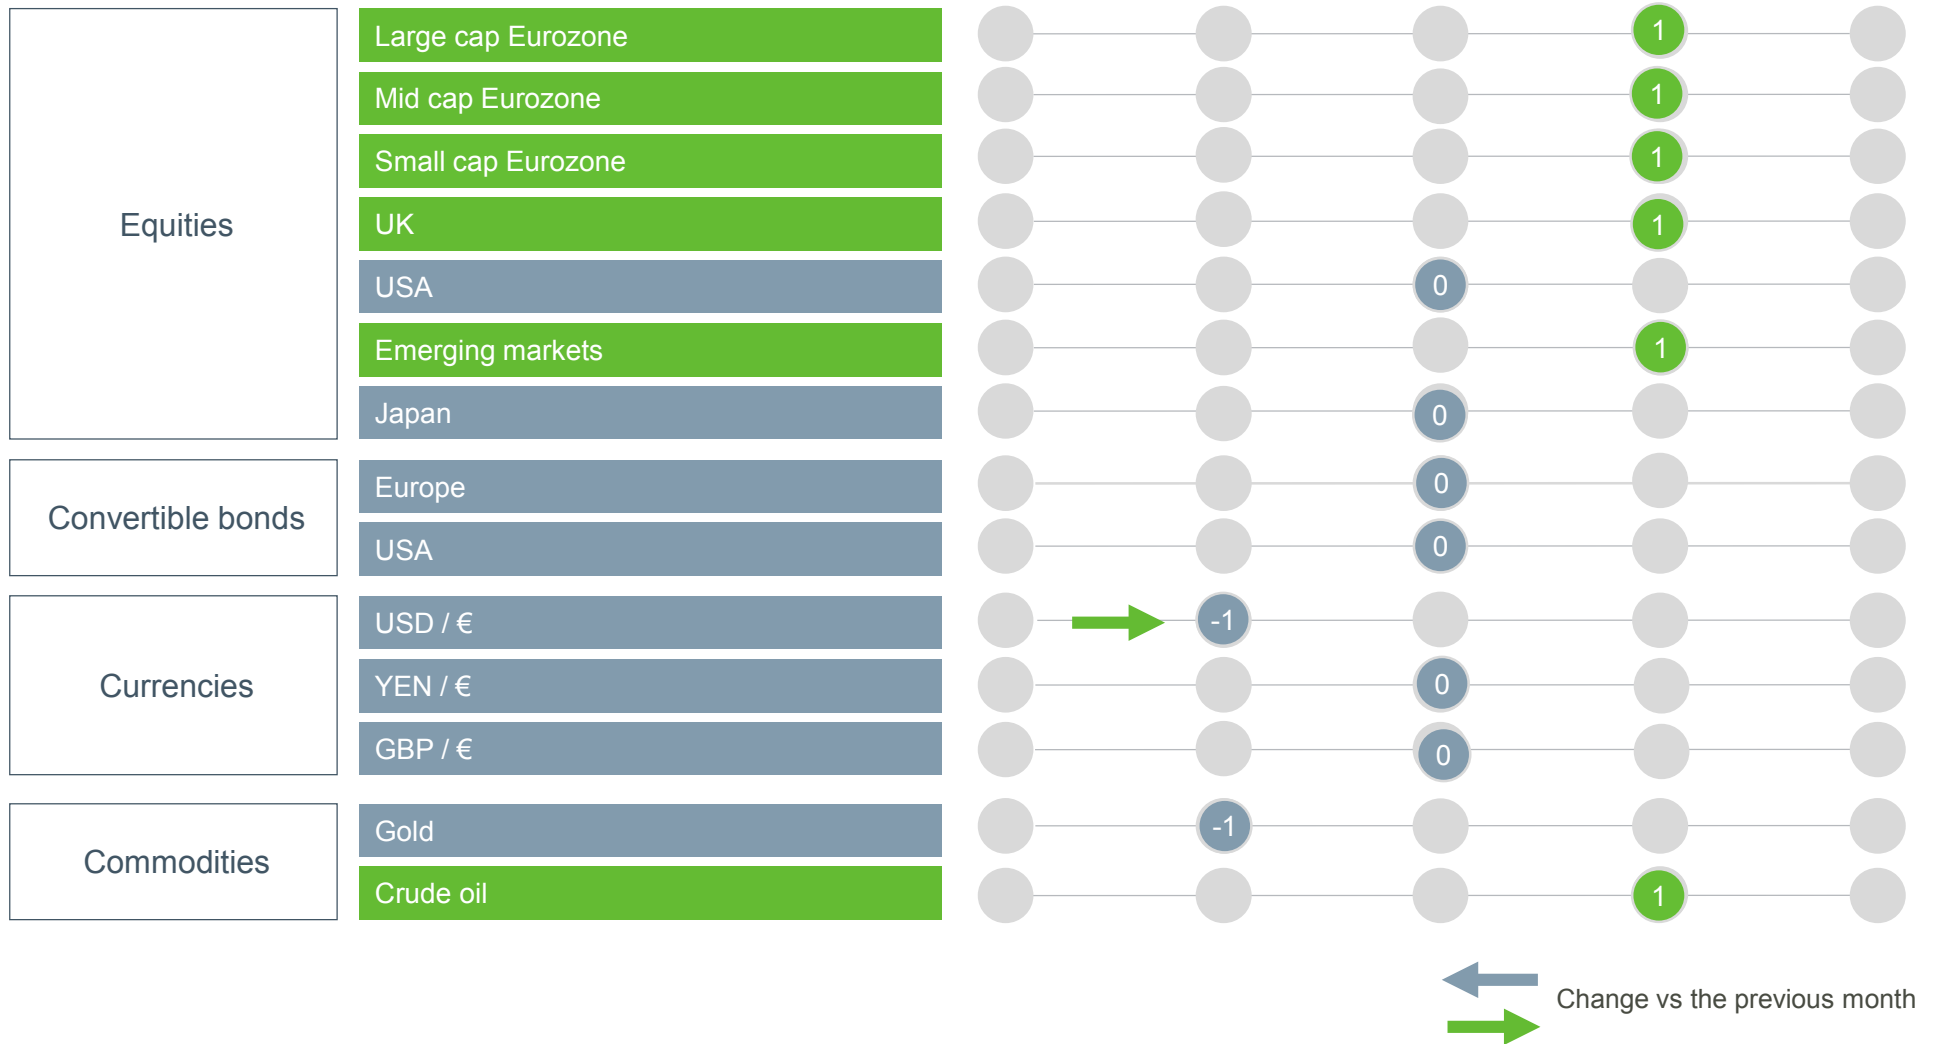 Equities
Large cap Eurozone
1
Mid cap Eurozone
1
Small cap Eurozone
1
UK
1
USA
0
Emerging markets
1
Japan
0
Convertible bonds
Europe
0
USA
0
Currencies
USD / €
-1
YEN / €
0
GBP / €
0
Commodities
Gold
-1
Crude oil
1
Change vs the previous month